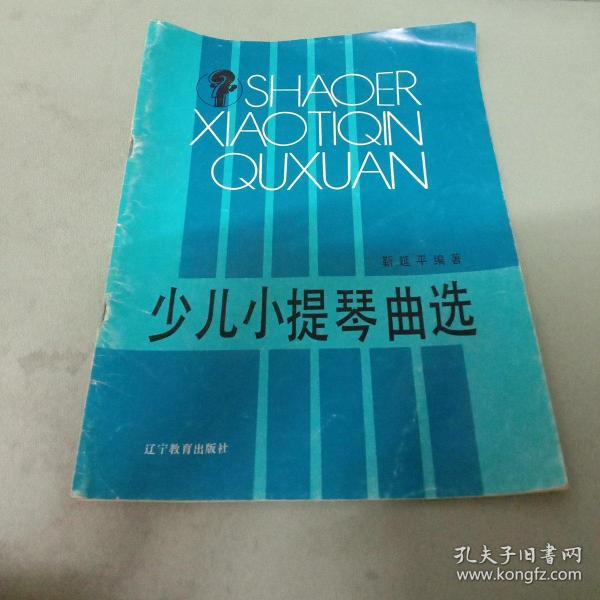 SHAOER
XIAOTIQIN
QUXUAN
靳延平编著
少儿小提琴曲选
辽宁教育出版社
孔夫子旧书网
www.kongfz.com